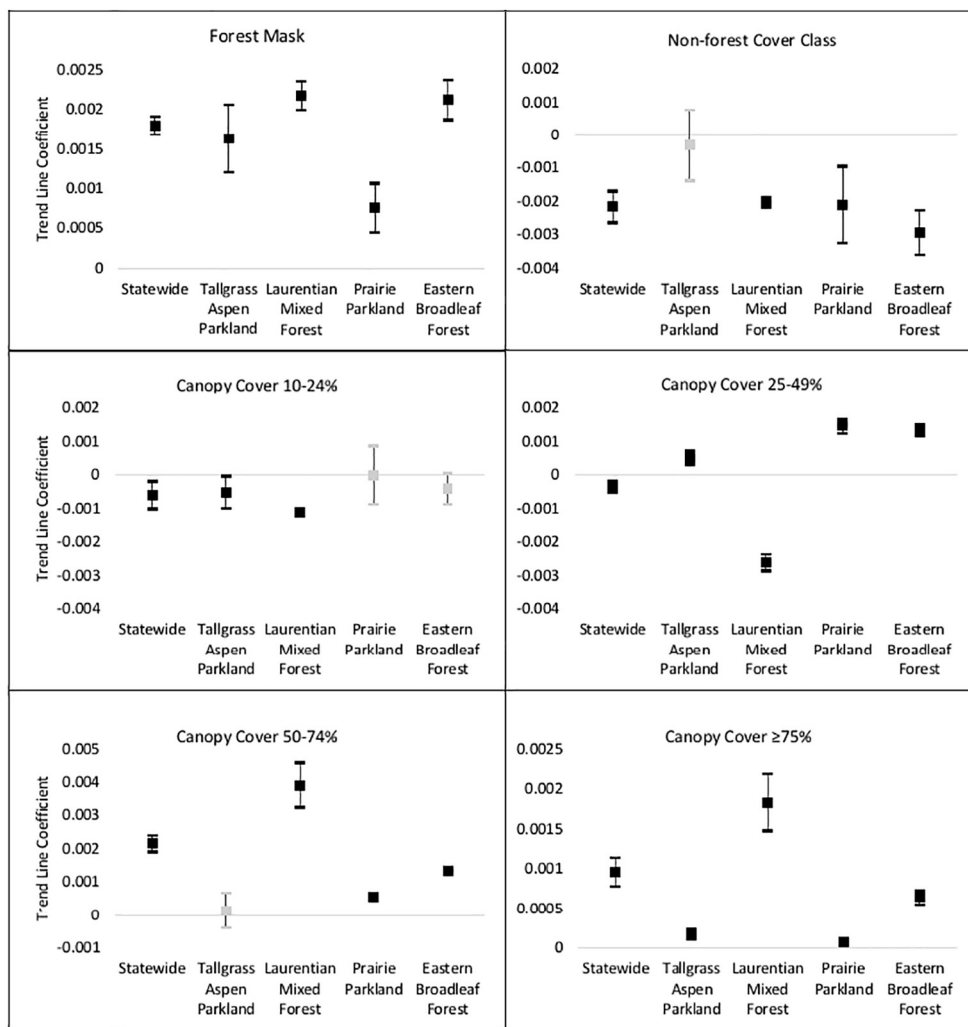 Forest Mask
Trend Line Coefficient
0.0025
0.002
0.0015
0.001
0.0005
0
Statewide Tallgrass Laurentian Prairie Eastern
Aspen Mixed Parkland Broadleaf
Parkland Forest Forest
Non-forest Cover Class
0.002
0.001
0
-0.001
-0.002
-0.003
-0.004
Statewide Tallgrass Laurentian Prairie Eastern
Aspen Mixed Parkland Broadleaf
Parkland Forest Forest
Canopy Cover 10-24%
Trend Line Coefficient
0.002
0.001
0
-0.001
-0.002
-0.003
-0.004
Statewide Tallgrass Laurentian Prairie Eastern
Aspen Mixed Parkland Broadleaf
Parkland Forest Forest
Canopy Cover 25-49%
0.002
0.001
0
-0.001
-0.002
-0.003
-0.004
Statewide Tallgrass Laurentian Prairie Eastern
Aspen Mixed Parkland Broadleaf
Parkland Forest Forest
Canopy Cover 50-74%
Trend Line Coefficient
0.005
0.004
0.003
0.002
0.001
0
-0.001
Statewide Tallgrass Laurentian Prairie Eastern
Aspen Mixed Parkland Broadleaf
Parkland Forest Forest
Canopy Cover ≥75%
0.0025
0.002
0.0015
0.001
0.0005
0
Statewide Tallgrass Laurentian Prairie Eastern
Aspen Mixed Parkland Broadleaf
Parkland Forest Forest